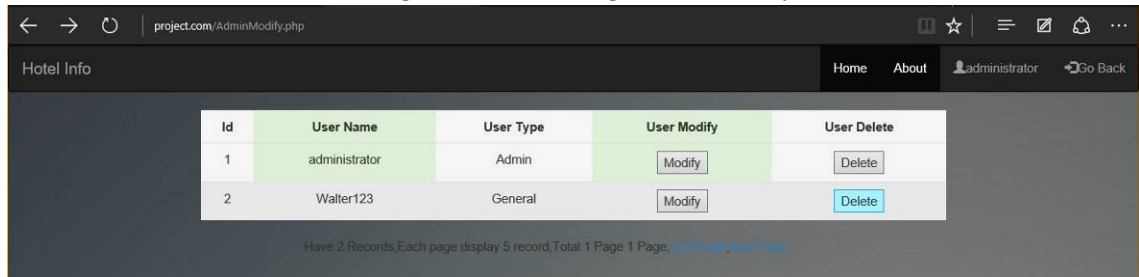 project.com/AdminModify.php
Hotel Info Home About administrator Go Back
Id User Name User Type User Modify User Delete
1 administrator Admin Modify Delete
2 Walter123 General Modify Delete
Have 2 Records,Each page display 5 record,Total 1 Page 1 Page,